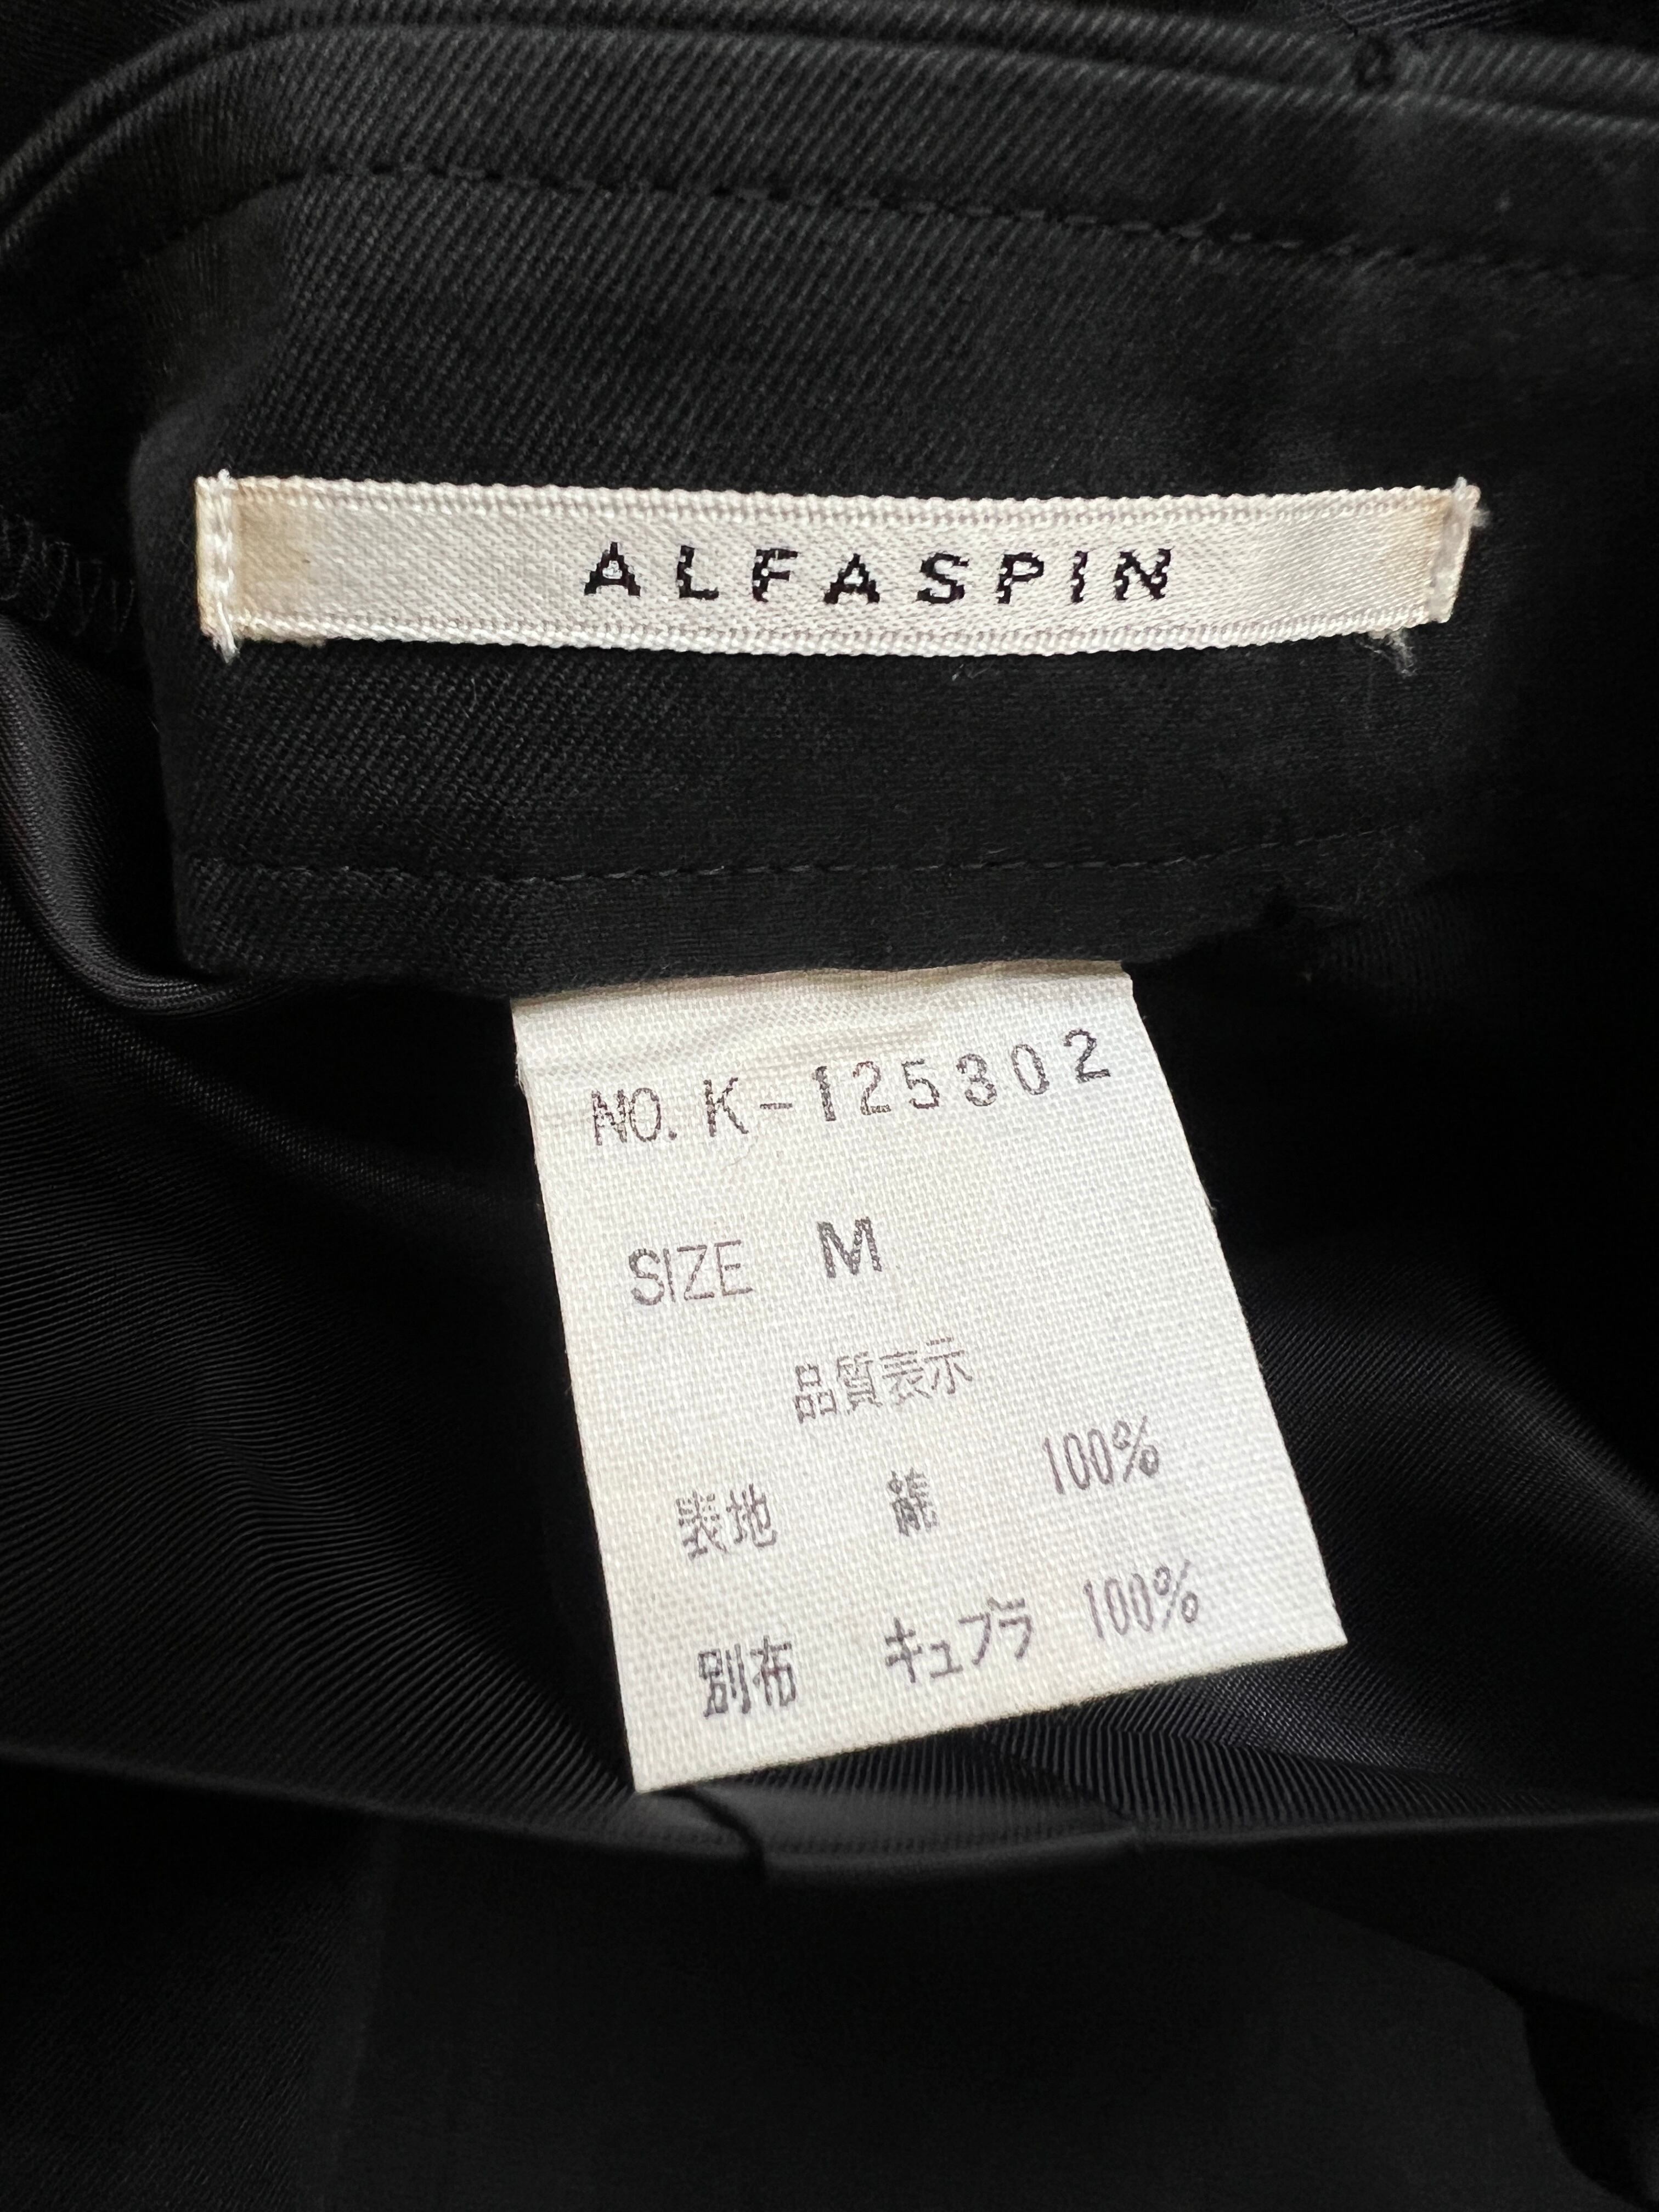 ALFASPIN
NO. K-125302
SIZE M
品質表示
表地 綿 100%
別布 キュプラ 100%